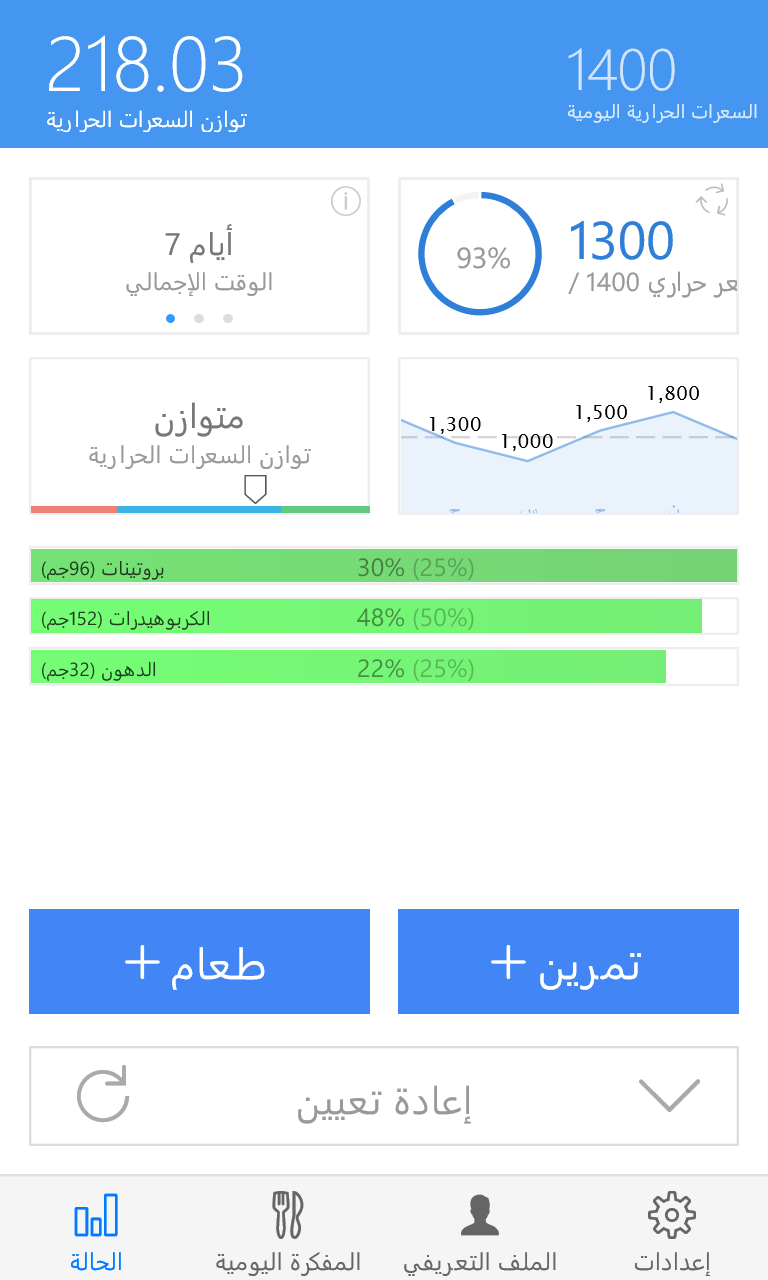 218.03
توازن السعرات الحرارية
1400
السعرات الحرارية اليومية
أيام 7
الوقت الإجمالي
93%
1300
عر حراري 1400 /
متوازن
توازن السعرات الحرارية
1,300
1,000
1,500
1,800
بروتينات (96جم)
30% (25%)
الكربوهيدرات (152جم)
48% (50%)
الدهون (32جم)
22% (25%)
طعام +
تمرين +
إعادة تعيين
الحالة
المفكرة اليومية
الملف التعريفي
إعدادات